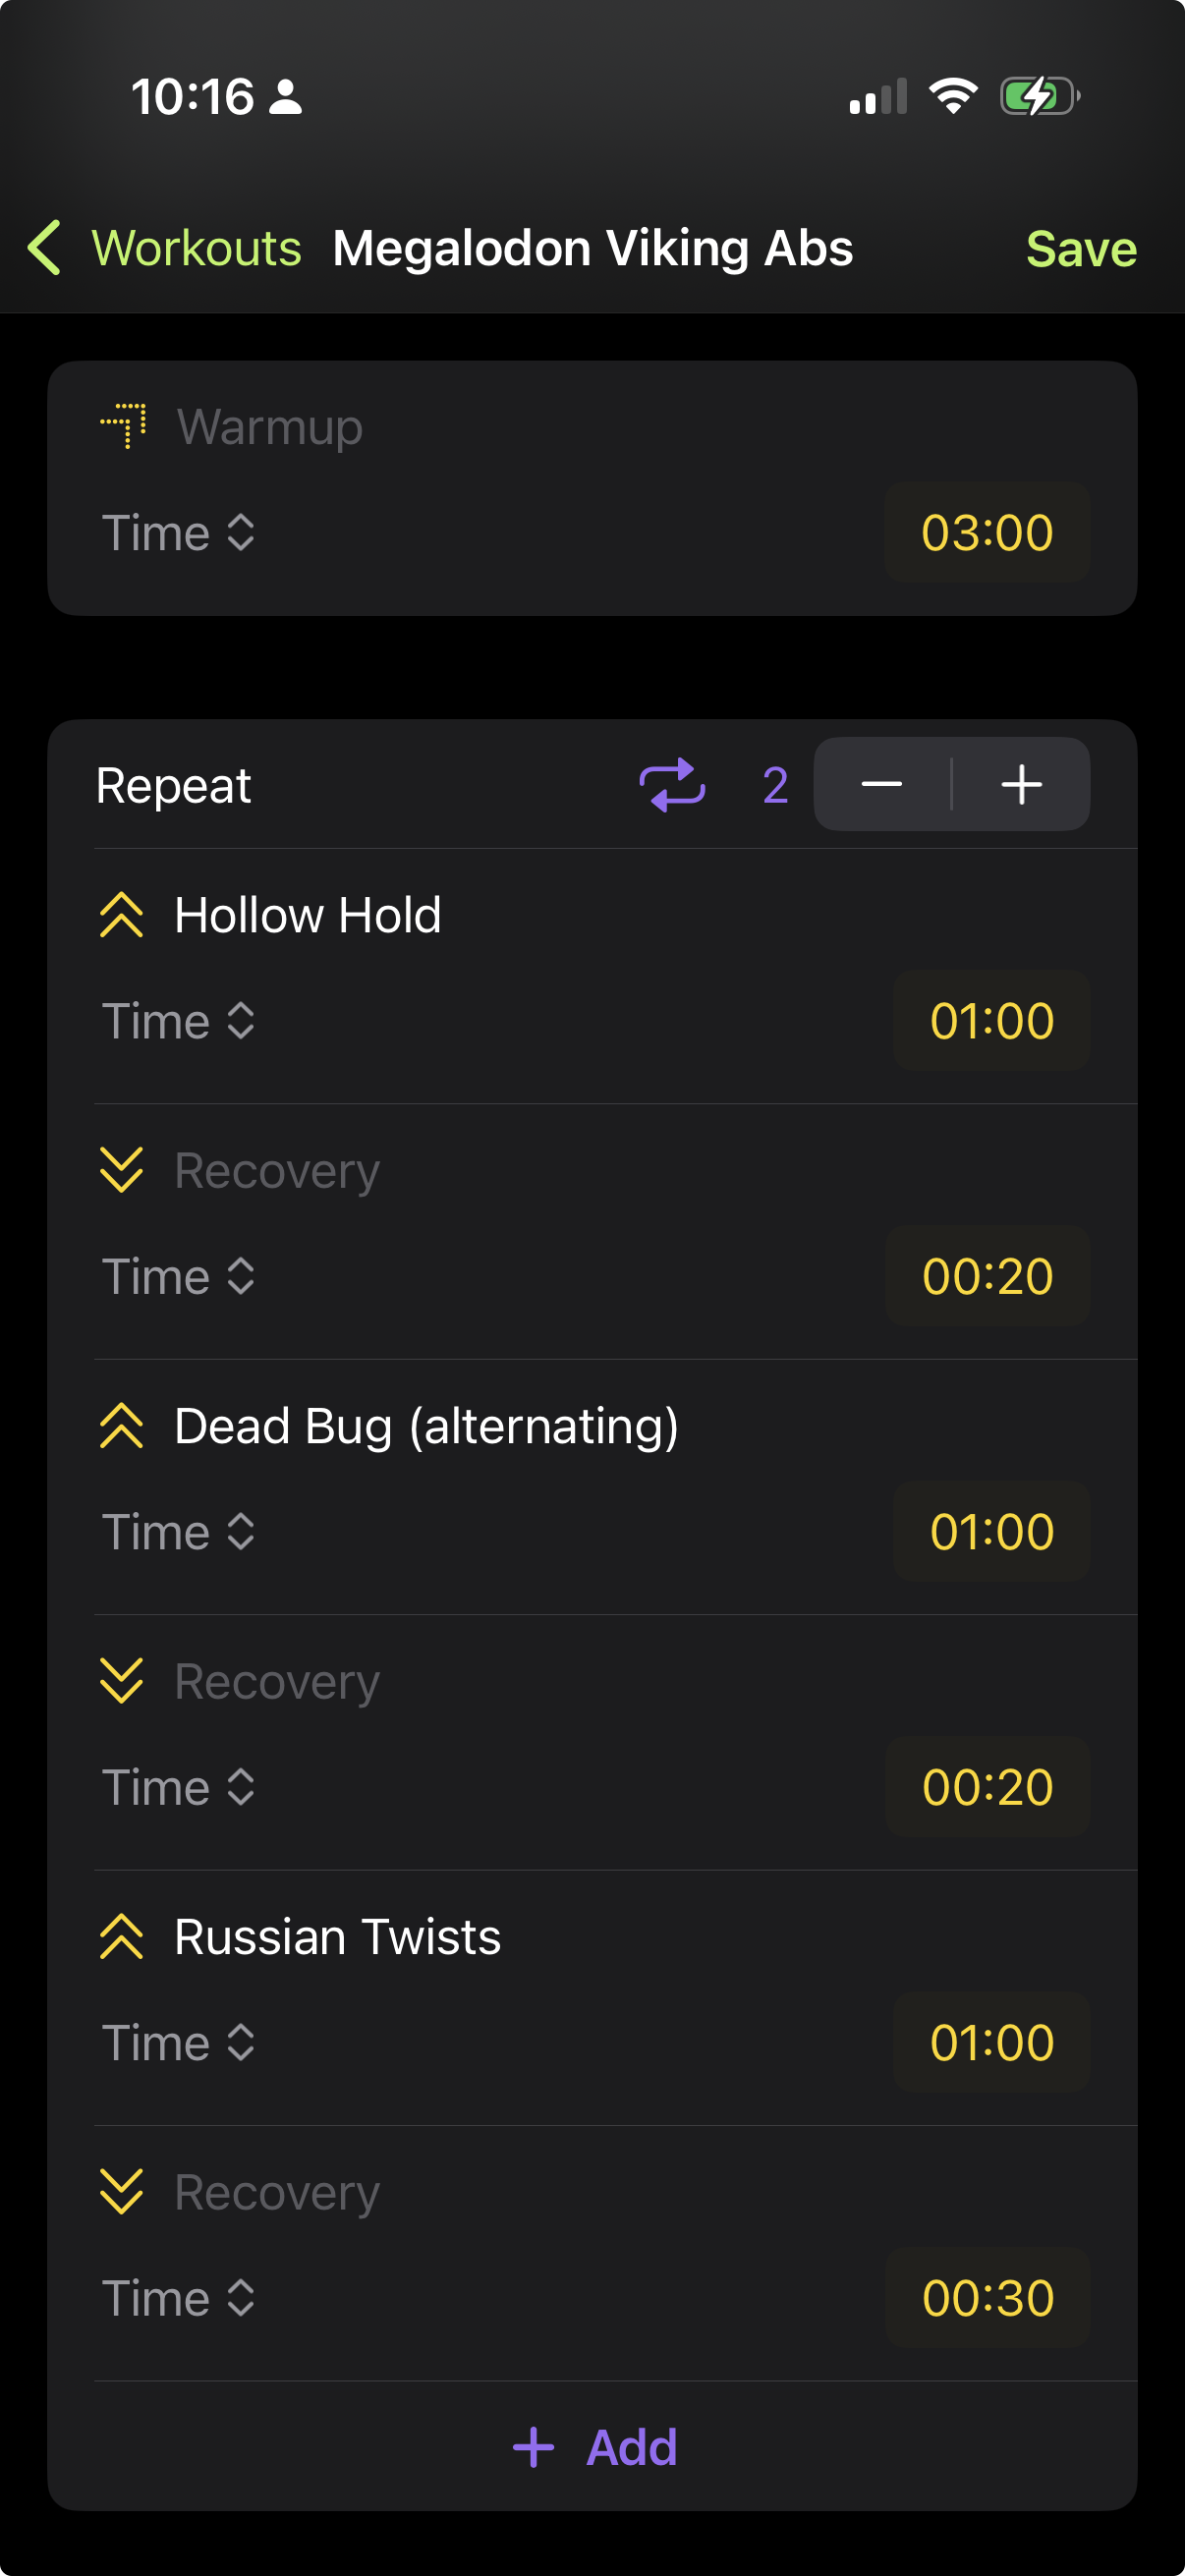 10:16
Workouts Megalodon Viking Abs Save
Warmup
Time 03:00
Repeat 2
Hollow Hold
Time 01:00
Recovery
Time 00:20
Dead Bug (alternating)
Time 01:00
Recovery
Time 00:20
Russian Twists
Time 01:00
Recovery
Time 00:30
+ Add